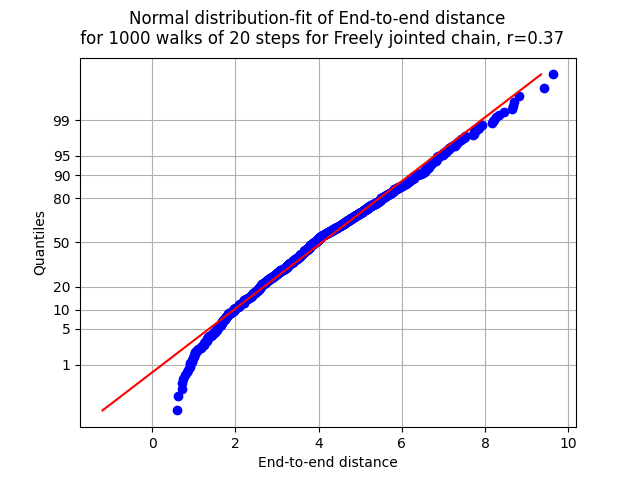 Normal distribution-fit of End-to-end distance
for 1000 walks of 20 steps for Freely jointed chain, r=0.37
99
95
90
80
50
20
10
5
1
Quantiles
0 2 4 6 8 10
End-to-end distance